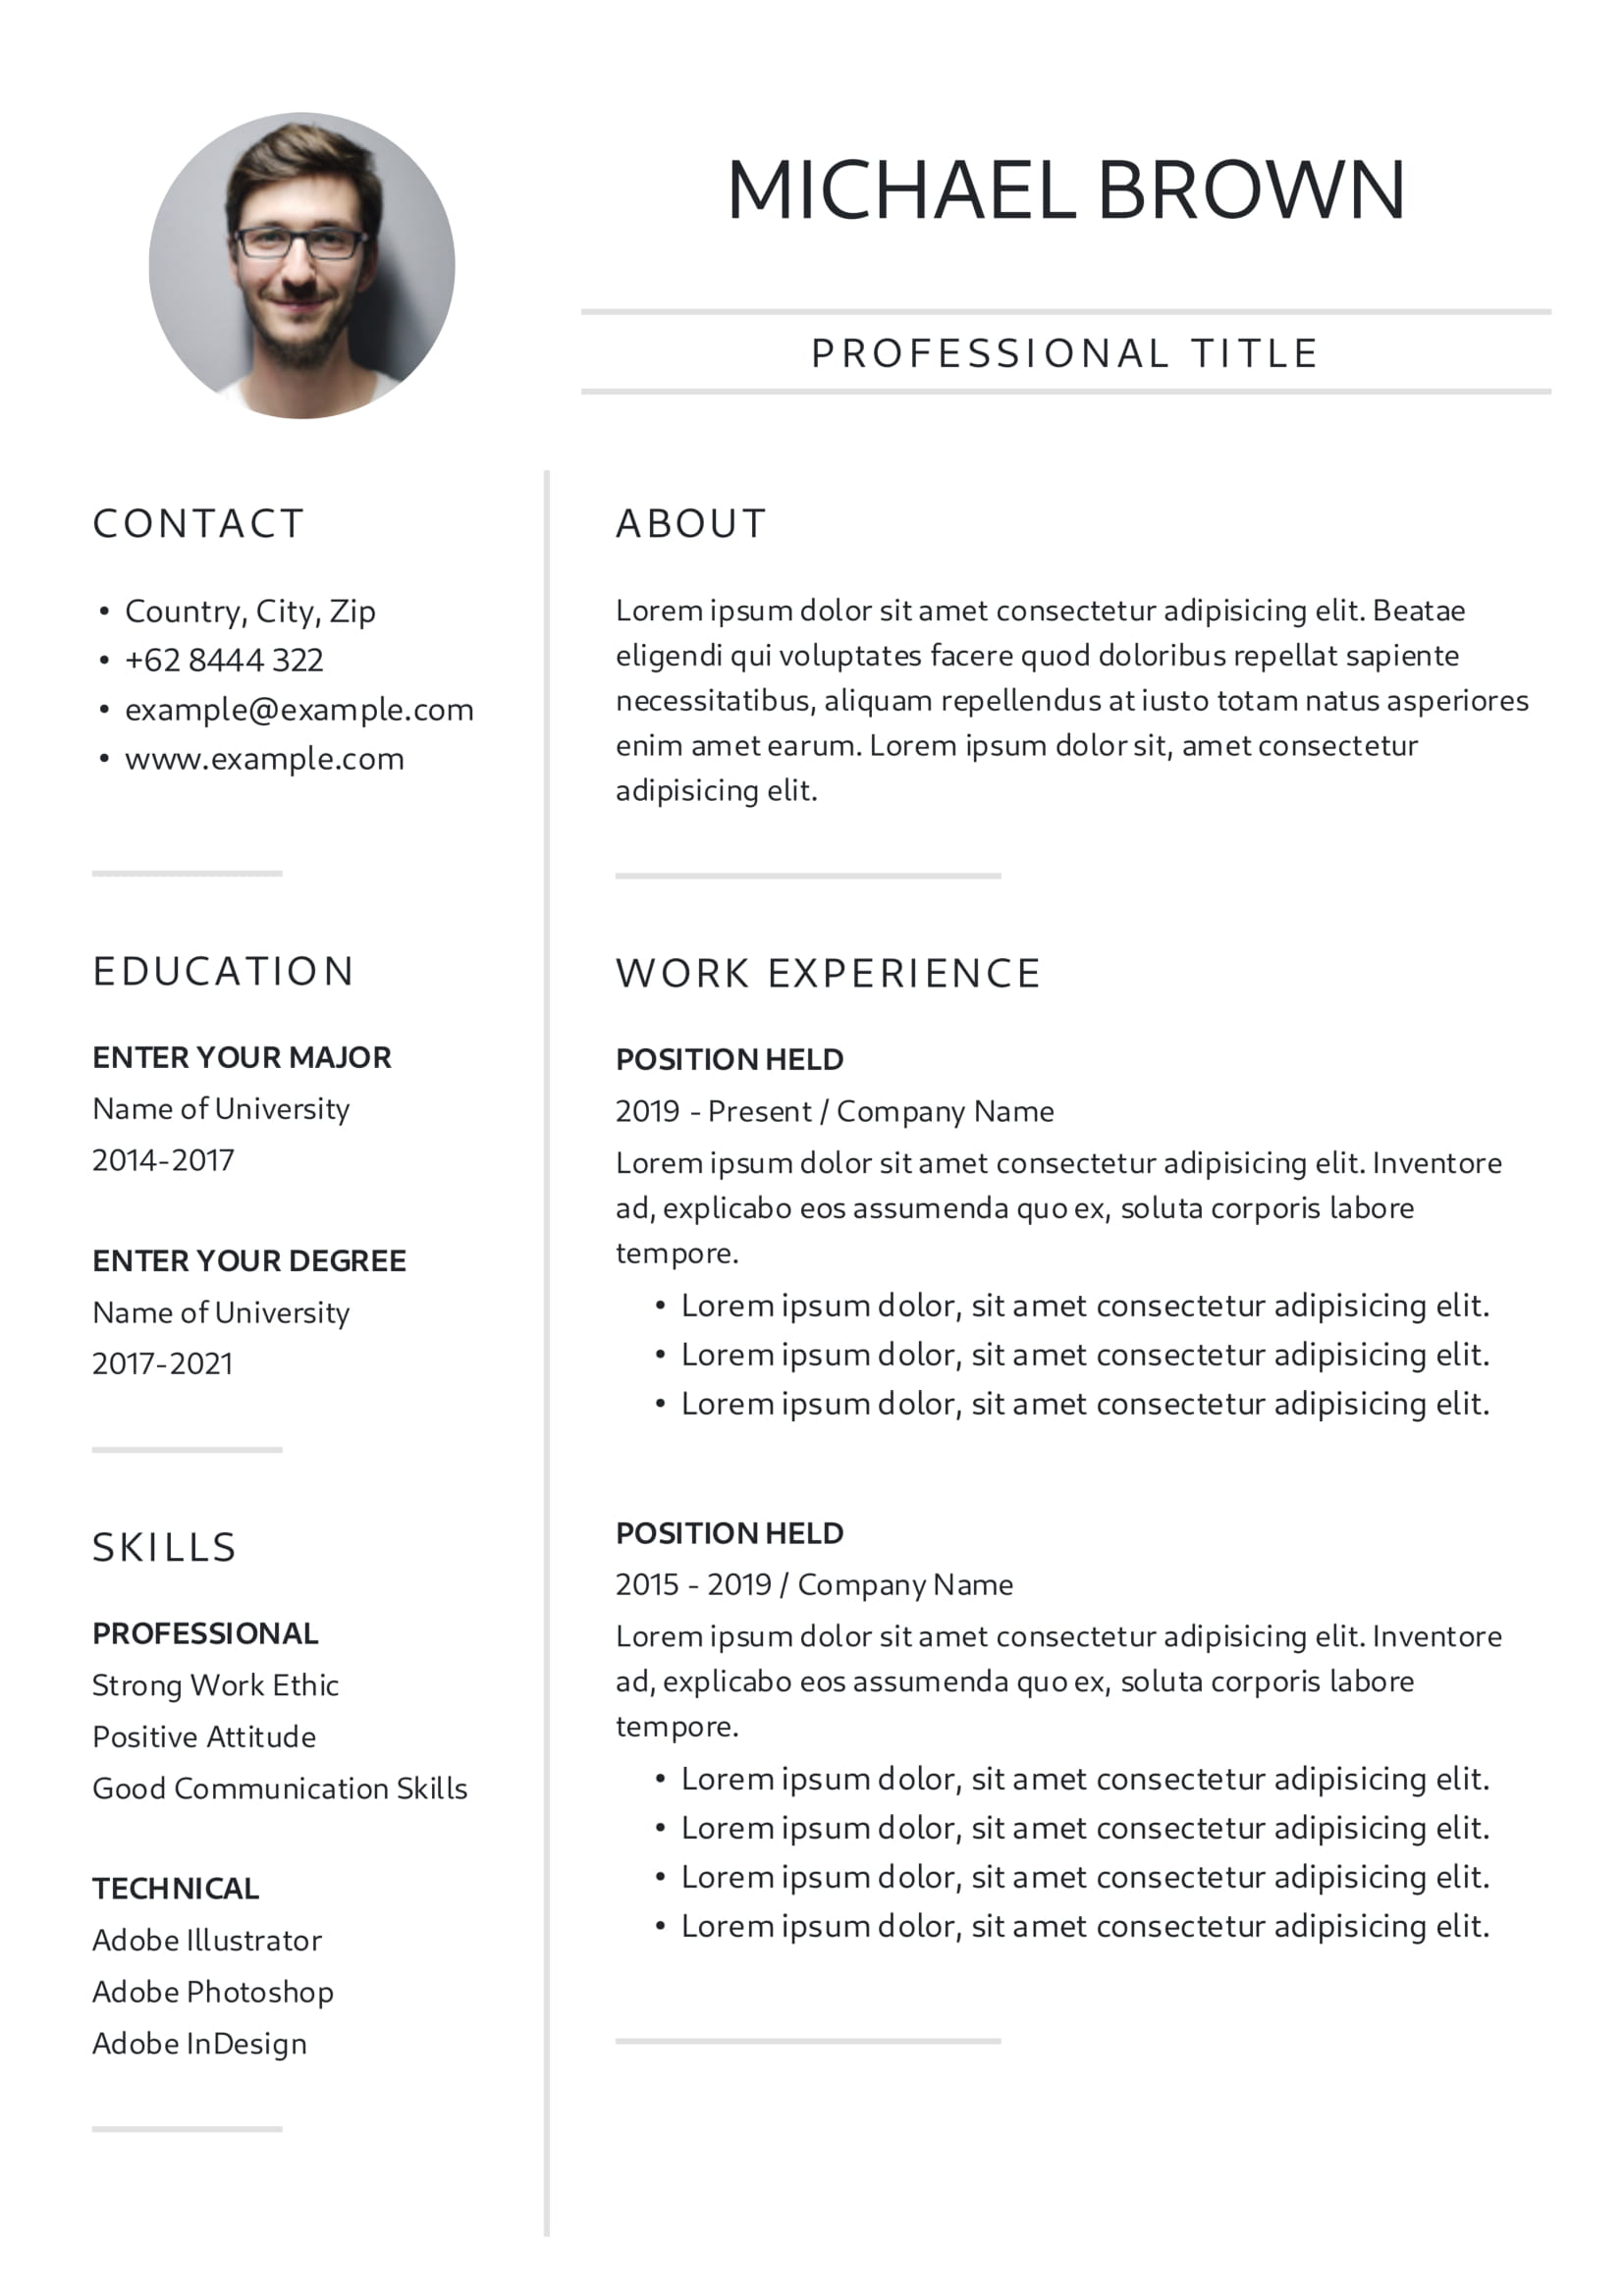 MICHAEL BROWN
PROFESSIONAL TITLE
CONTACT
• Country, City, Zip
• +62 8444 322
• example@example.com
• www.example.com
EDUCATION
ENTER YOUR MAJOR
Name of University
2014-2017
ENTER YOUR DEGREE
Name of University
2017-2021
SKILLS
PROFESSIONAL
Strong Work Ethic
Positive Attitude
Good Communication Skills
TECHNICAL
Adobe Illustrator
Adobe Photoshop
Adobe InDesign
ABOUT
Lorem ipsum dolor sit amet consectetur adipisicing elit. Beatae
eligendi qui voluptates facere quod doloribus repellat sapiente
necessitatibus, aliquam repellendus at iusto totam natus asperiores
enim amet earum. Lorem ipsum dolor sit, amet consectetur
adipisicing elit.
WORK EXPERIENCE
POSITION HELD
2019 - Present / Company Name
Lorem ipsum dolor sit amet consectetur adipisicing elit. Inventore
ad, explicabo eos assumenda quo ex, soluta corporis labore
tempore.
• Lorem ipsum dolor, sit amet consectetur adipisicing elit.
• Lorem ipsum dolor, sit amet consectetur adipisicing elit.
• Lorem ipsum dolor, sit amet consectetur adipisicing elit.
POSITION HELD
2015 - 2019 / Company Name
Lorem ipsum dolor sit amet consectetur adipisicing elit. Inventore
ad, explicabo eos assumenda quo ex, soluta corporis labore
tempore.
• Lorem ipsum dolor, sit amet consectetur adipisicing elit.
• Lorem ipsum dolor, sit amet consectetur adipisicing elit.
• Lorem ipsum dolor, sit amet consectetur adipisicing elit.
• Lorem ipsum dolor, sit amet consectetur adipisicing elit.